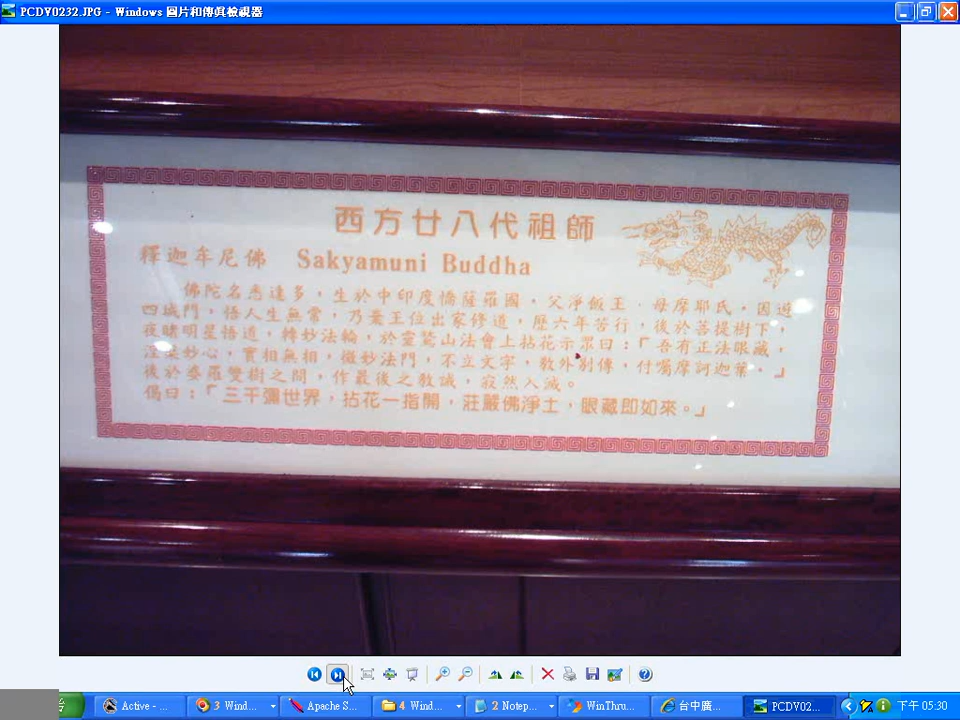 PCDV0232.JPG - Windows 圖片和傳真檢視器
西方廿八代祖師
釋迦牟尼佛 Sakyamuni Buddha
佛陀名悉達多，生於中印度憍薩羅國，父淨飯王，母摩耶氏。因遊
四城門，悟人生無常，乃棄王位出家修道，歷六年苦行，後於菩提樹下，
夜睹明星悟道，轉妙法輪，於靈鷲山法會上拈花示眾曰：「吾有正法眼藏，
涅槃妙心，實相無相，微妙法門，不立文字，教外別傳，付囑摩訶迦葉。」
後於娑羅雙樹之間，作最後之教誡，寂然入滅。
偈曰：「三千彌世界，拈花一指開，莊嚴佛淨土，眼藏即如來。」
Active - ...
3 Wind...
Apache S...
4 Wind...
2 Notep...
WinThru...
台中廣...
PCDV02...
下午 05:30